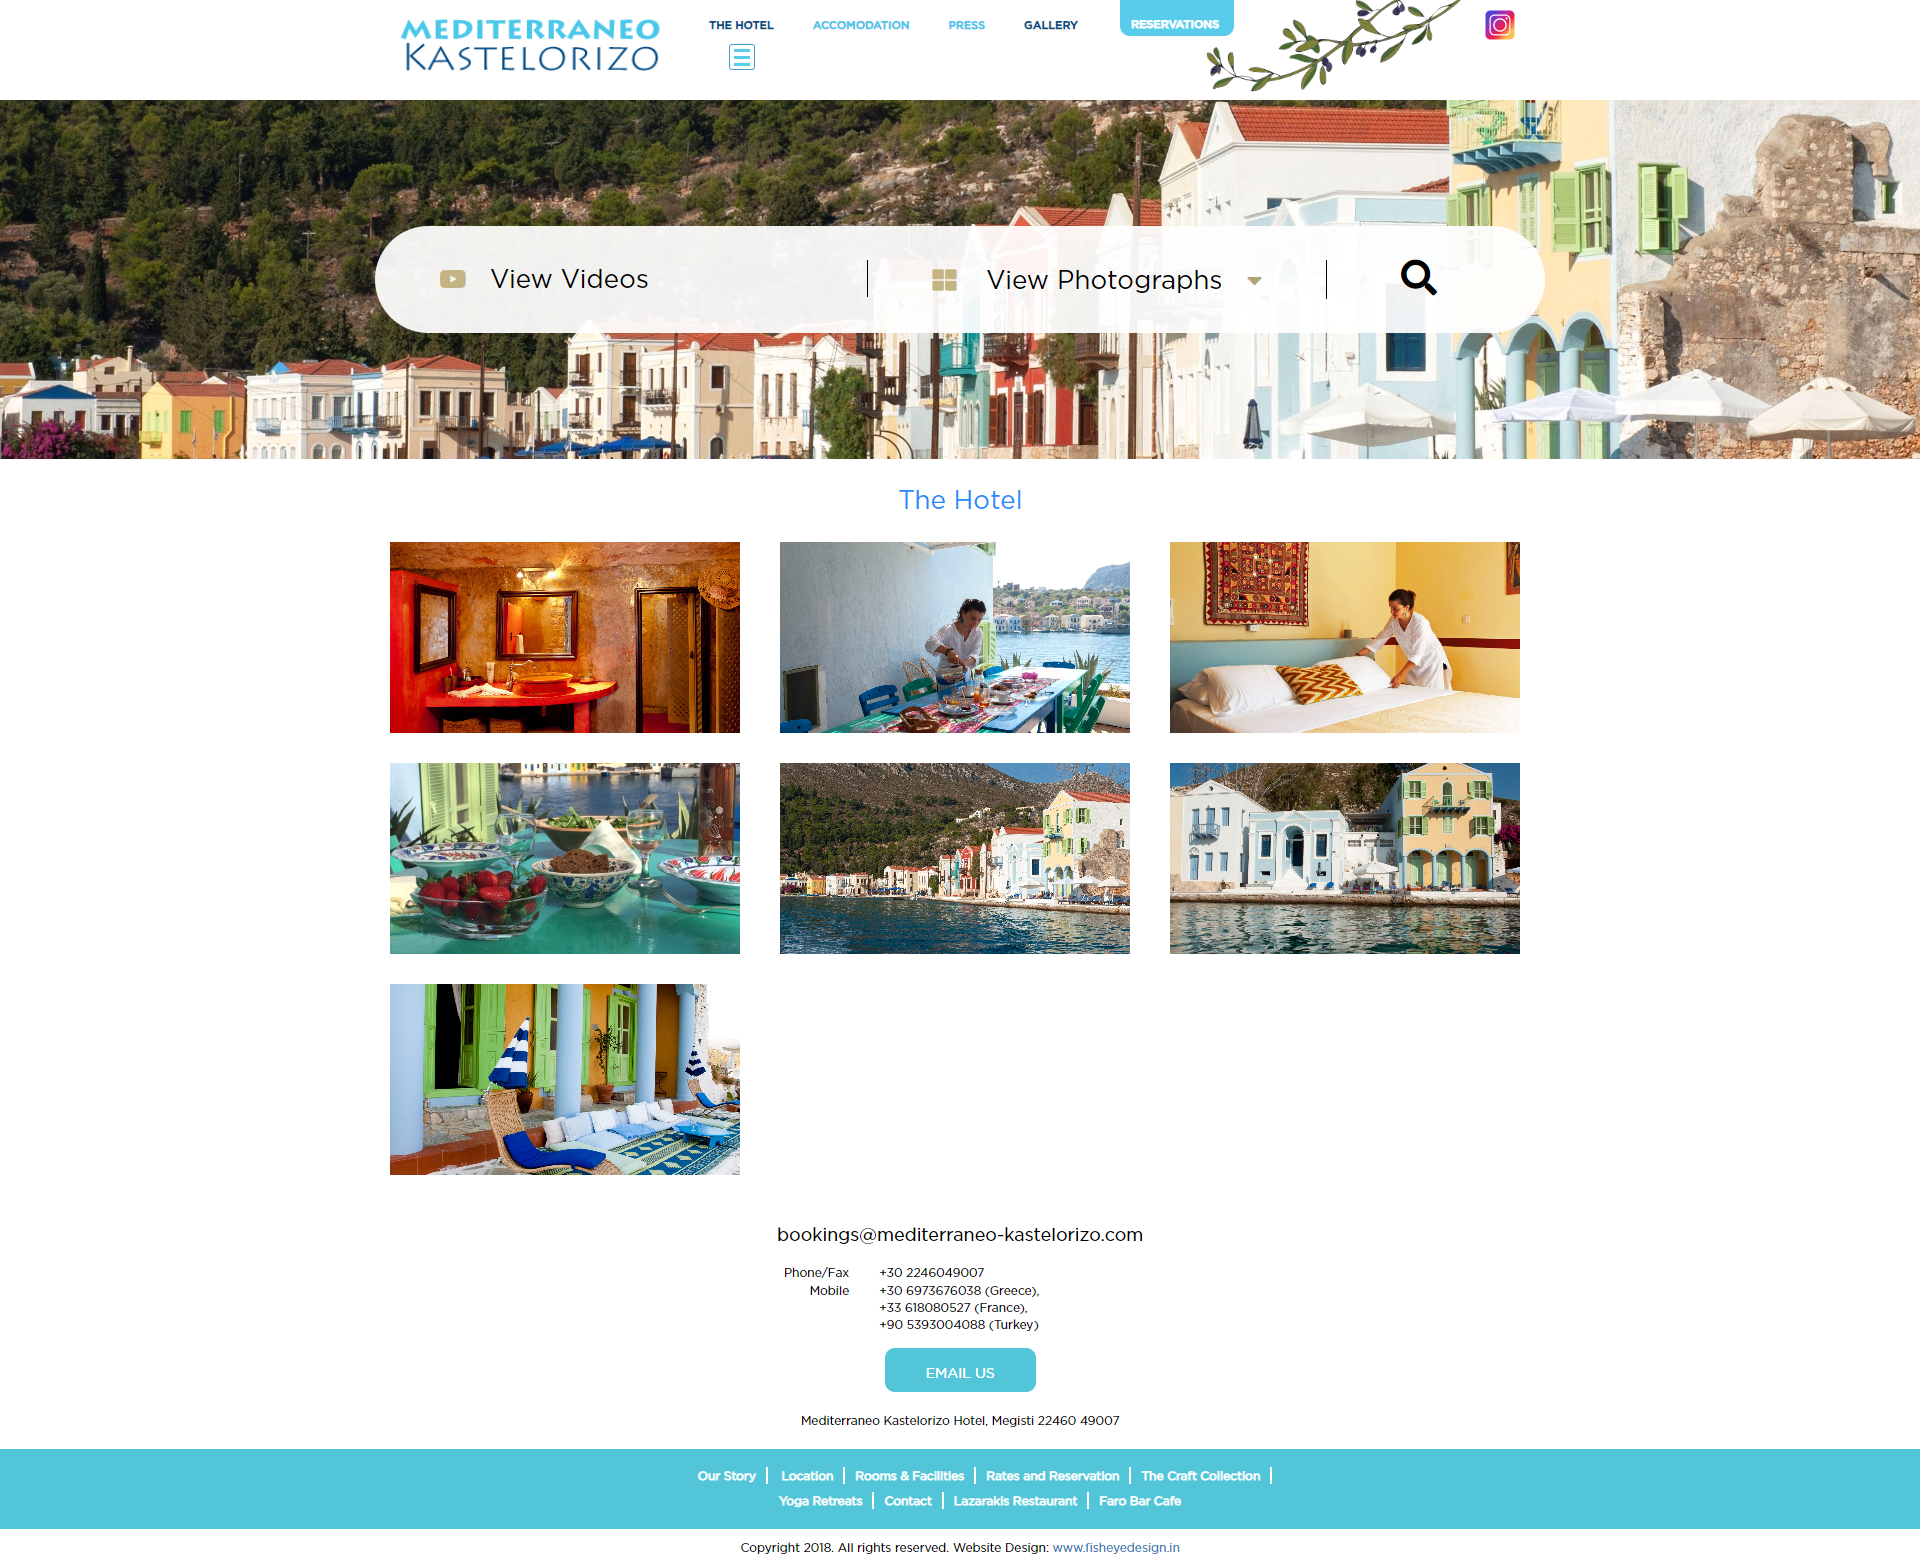 MEDITERRANEO
KASTELORIZO
THE HOTEL
ACCOMODATION
PRESS
GALLERY
RESERVATIONS
View Videos
View Photographs
The Hotel
bookings@mediterraneo-kastelorizo.com
Phone/Fax +30 2246049007
Mobile +30 6973676038 (Greece),
+33 618080527 (France),
+90 5393004088 (Turkey)
EMAIL US
Mediterraneo Kastelorizo Hotel, Megisti 22460 49007
Our Story | Location | Rooms & Facilities | Rates and Reservation | The Craft Collection |
Yoga Retreats | Contact | Lazarakis Restaurant | Faro Bar Cafe
Copyright 2018. All rights reserved. Website Design: www.fisheyedesign.in